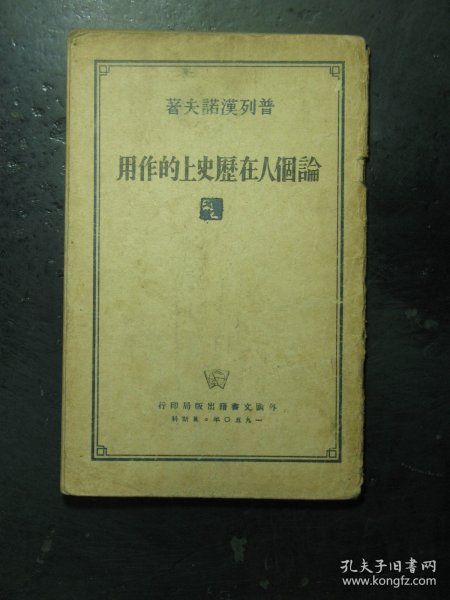 普列漢諾夫著
論個人在歷史上的作用
外國文書籍出版局印行
一九五〇年・莫斯科
孔夫子旧书网
www.kongfz.com